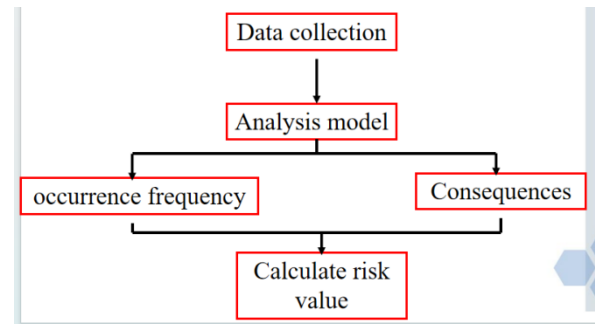 Data collection
Analysis model
occurrence frequency
Consequences
Calculate risk
value